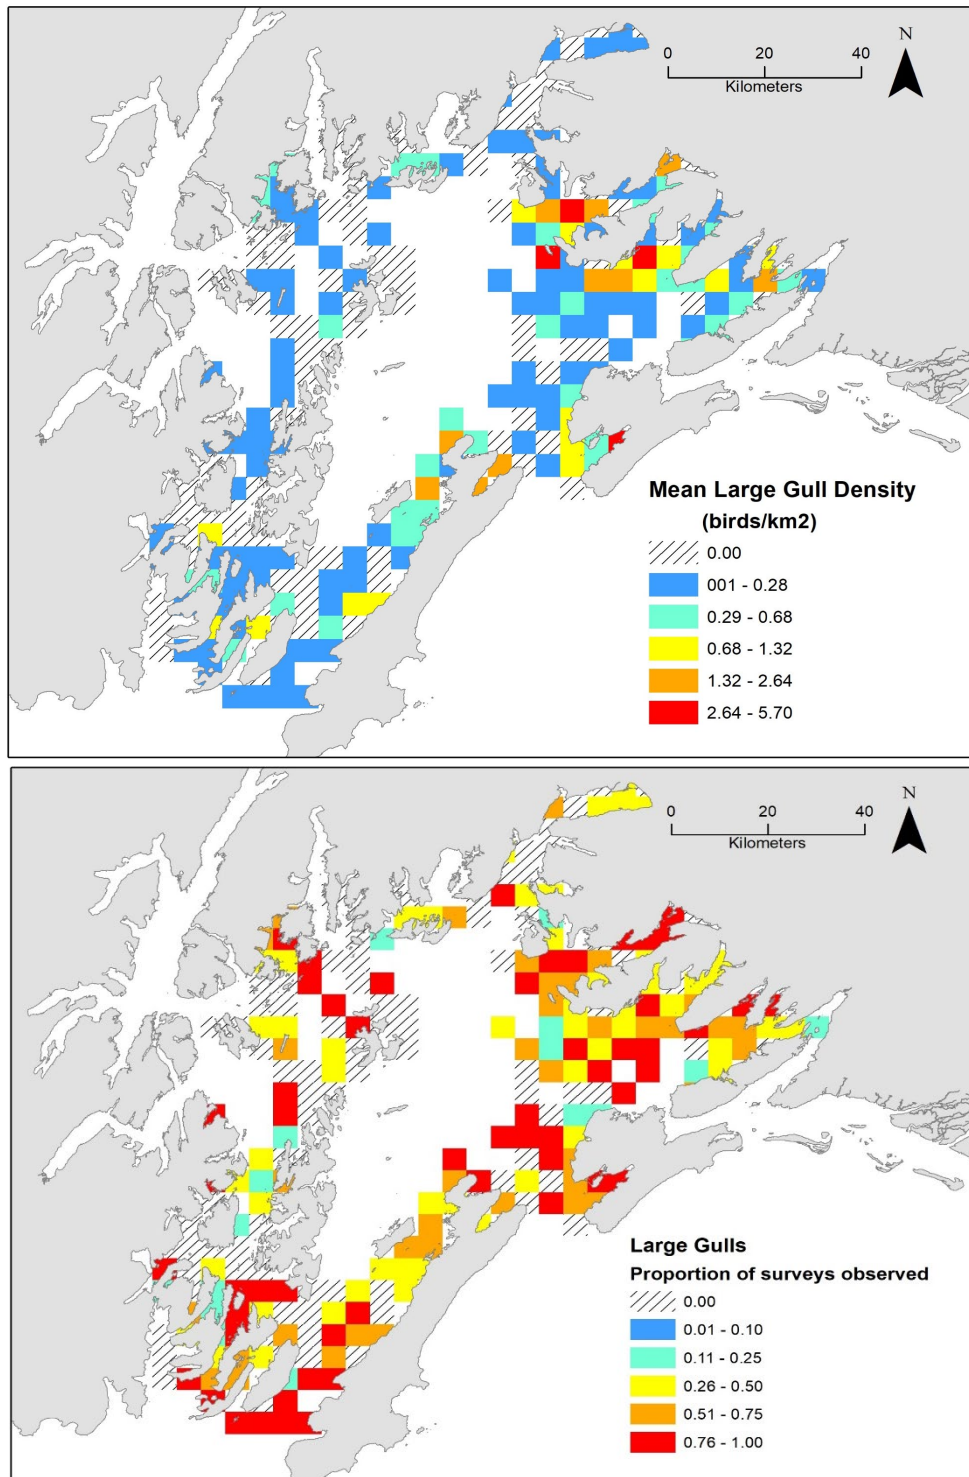 N
0 20 40
Kilometers
Mean Large Gull Density
(birds/km2)
0.00
001 - 0.28
0.29 - 0.68
0.68 - 1.32
1.32 - 2.64
2.64 - 5.70
N
0 20 40
Kilometers
Large Gulls
Proportion of surveys observed
0.00
0.01 - 0.10
0.11 - 0.25
0.26 - 0.50
0.51 - 0.75
0.76 - 1.00